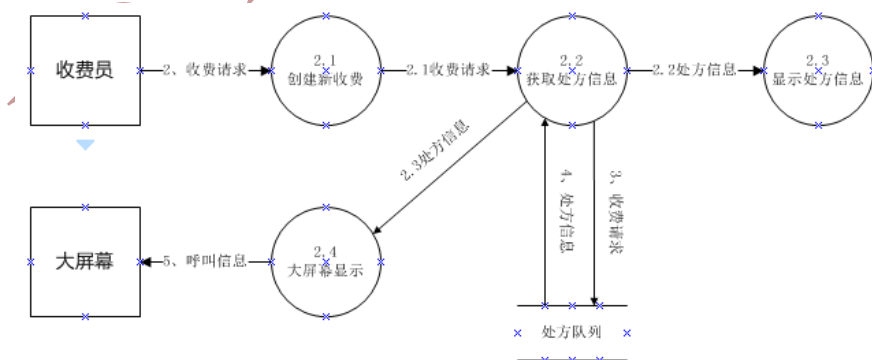 收费员
2、收费请求
2.1
创建新收费
2.1收费请求
2.2
获取处方信息
2.2处方信息
2.3
显示处方信息
2.3处方信息
4、处方信息
3、收费请求
大屏幕
5、呼叫信息
2.4
大屏幕显示
处方队列